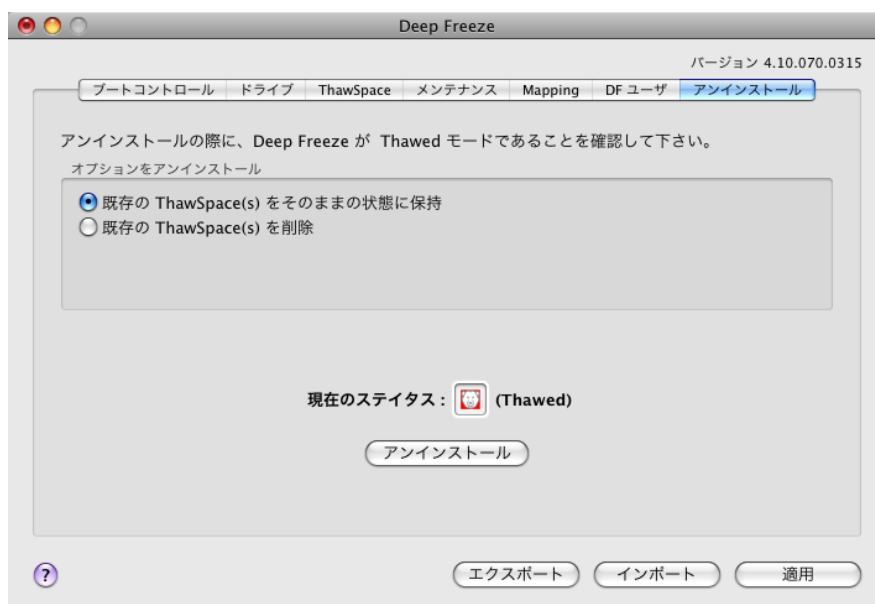 Deep Freeze
バージョン 4.10.070.0315
ブートコントロール ドライブ ThawSpace メンテナンス Mapping DF ユーザ アンインストール
アンインストールの際に、Deep Freeze が Thawed モードであることを確認して下さい。
オプションをアンインストール
既存の ThawSpace(s) をそのままの状態に保持
既存の ThawSpace(s) を削除
現在のステイタス : (Thawed)
アンインストール
? エクスポート インポート 適用